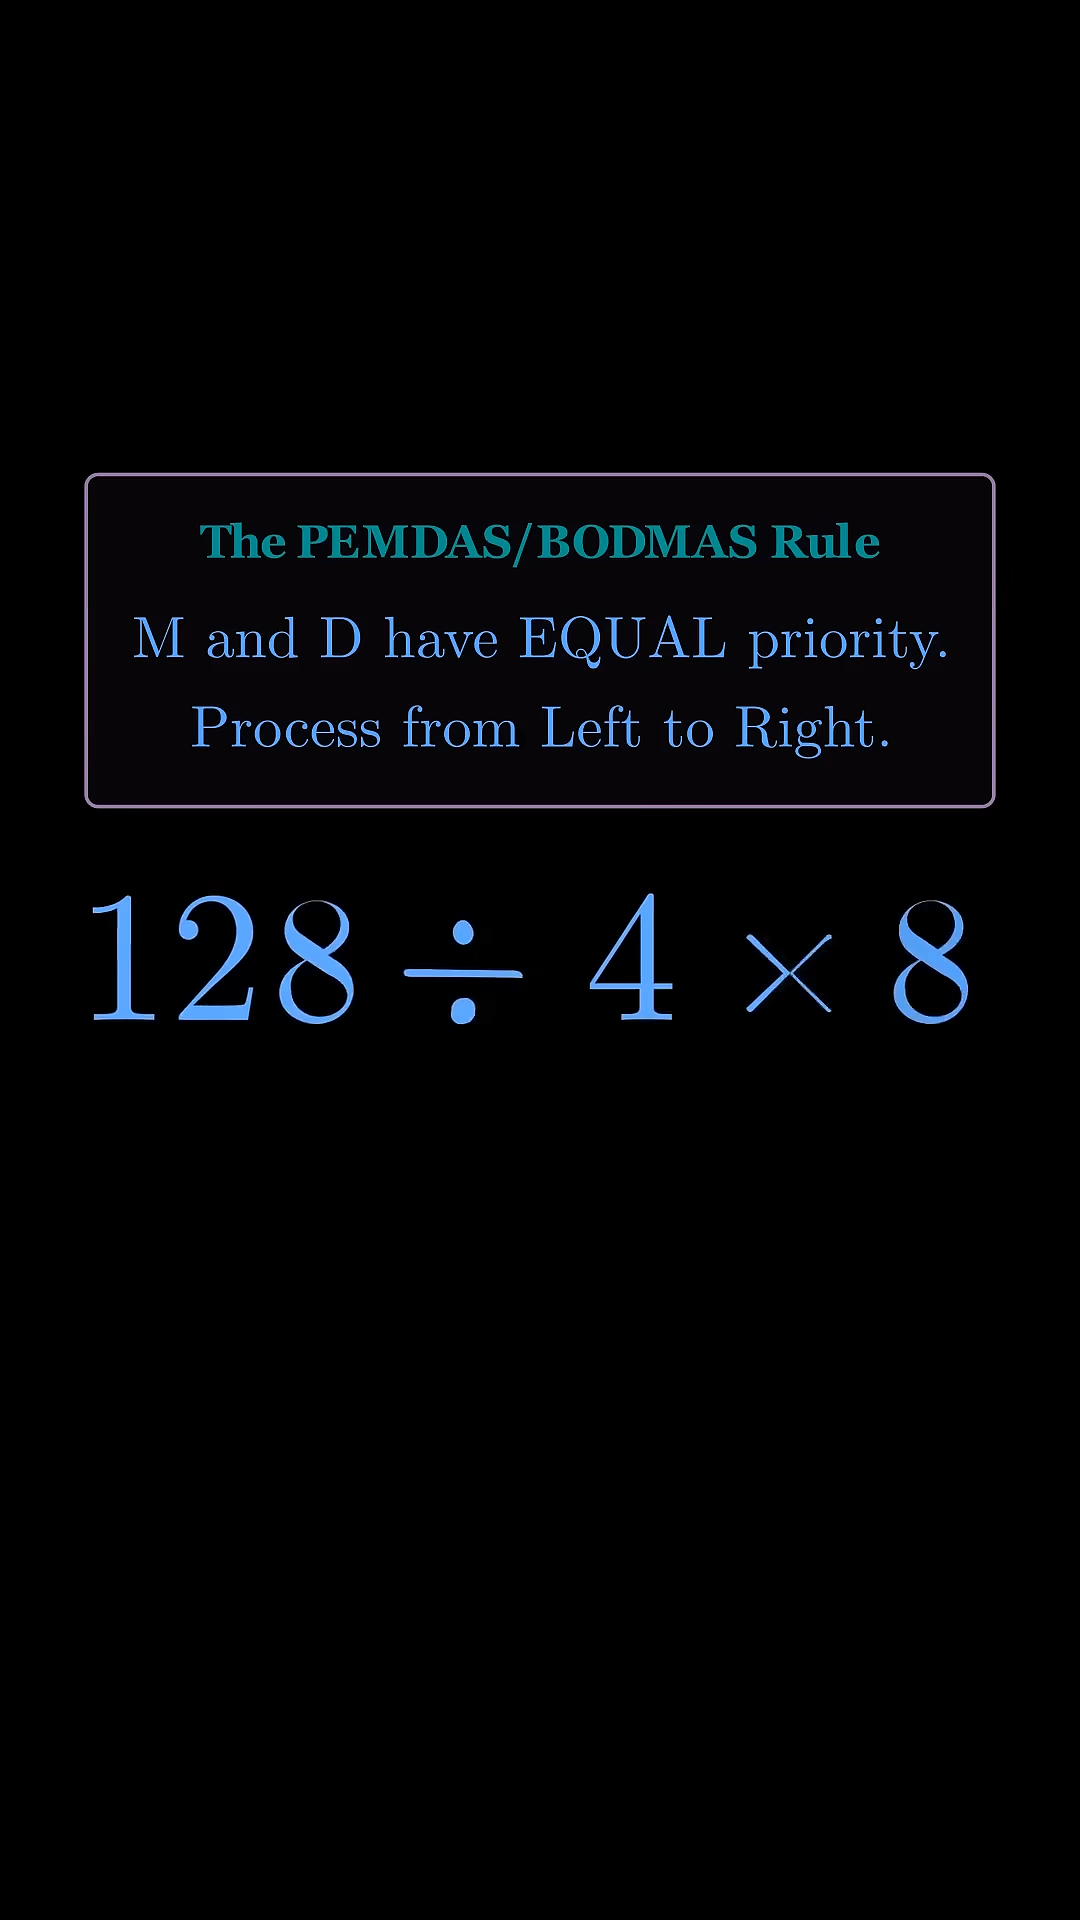 The PEMDAS/BODMAS Rule
M and D have EQUAL priority.
Process from Left to Right.
128 ÷ 4 × 8